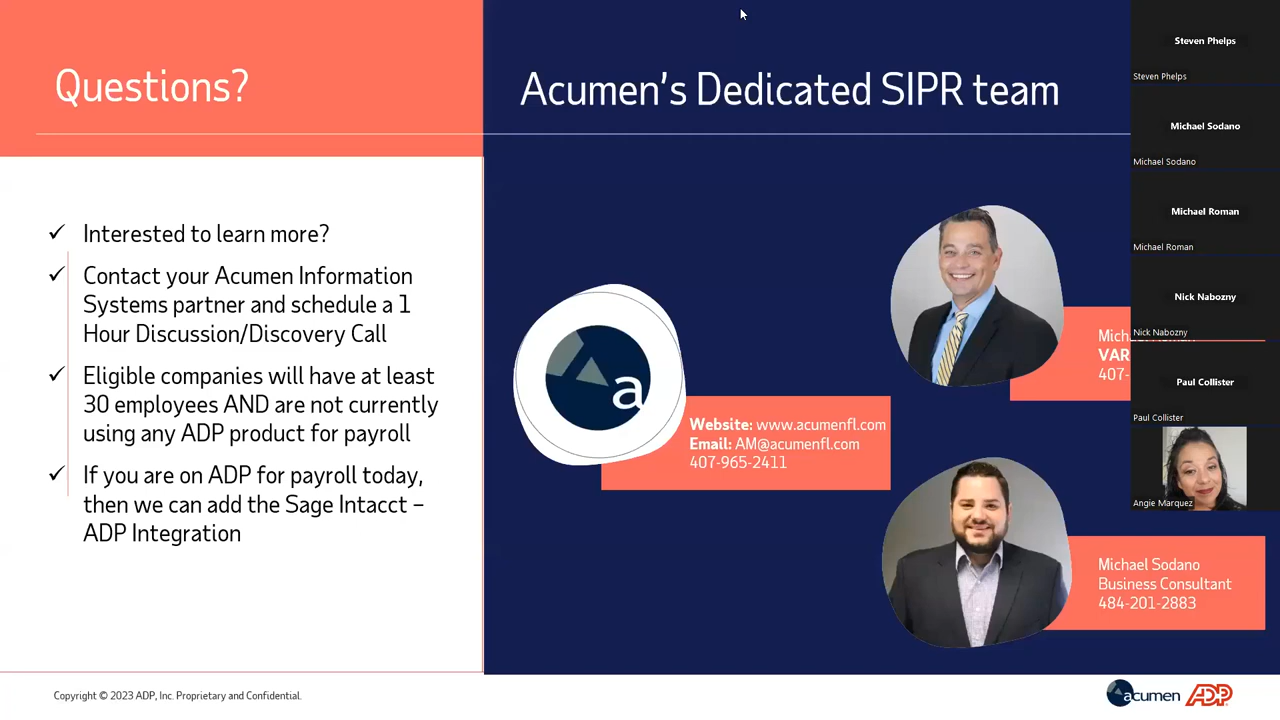 Questions?
Acumen's Dedicated SIPR team
✓ Interested to learn more?
✓ Contact your Acumen Information
Systems partner and schedule a 1
Hour Discussion/Discovery Call
✓ Eligible companies will have at least
30 employees AND are not currently
using any ADP product for payroll
✓ If you are on ADP for payroll today,
then we can add the Sage Intacct –
ADP Integration
a
Website: www.acumenfl.com
Email: AM@acumenfl.com
407-965-2411
VAR
407-
Michael Sodano
Business Consultant
484-201-2883
Steven Phelps
Steven Phelps
Michael Sodano
Michael Sodano
Michael Roman
Michael Roman
Nick Nabozny
Nick Nabozny
Paul Collister
Paul Collister
Angie Marquez
Copyright © 2023 ADP, Inc. Proprietary and Confidential.
acumen ADP